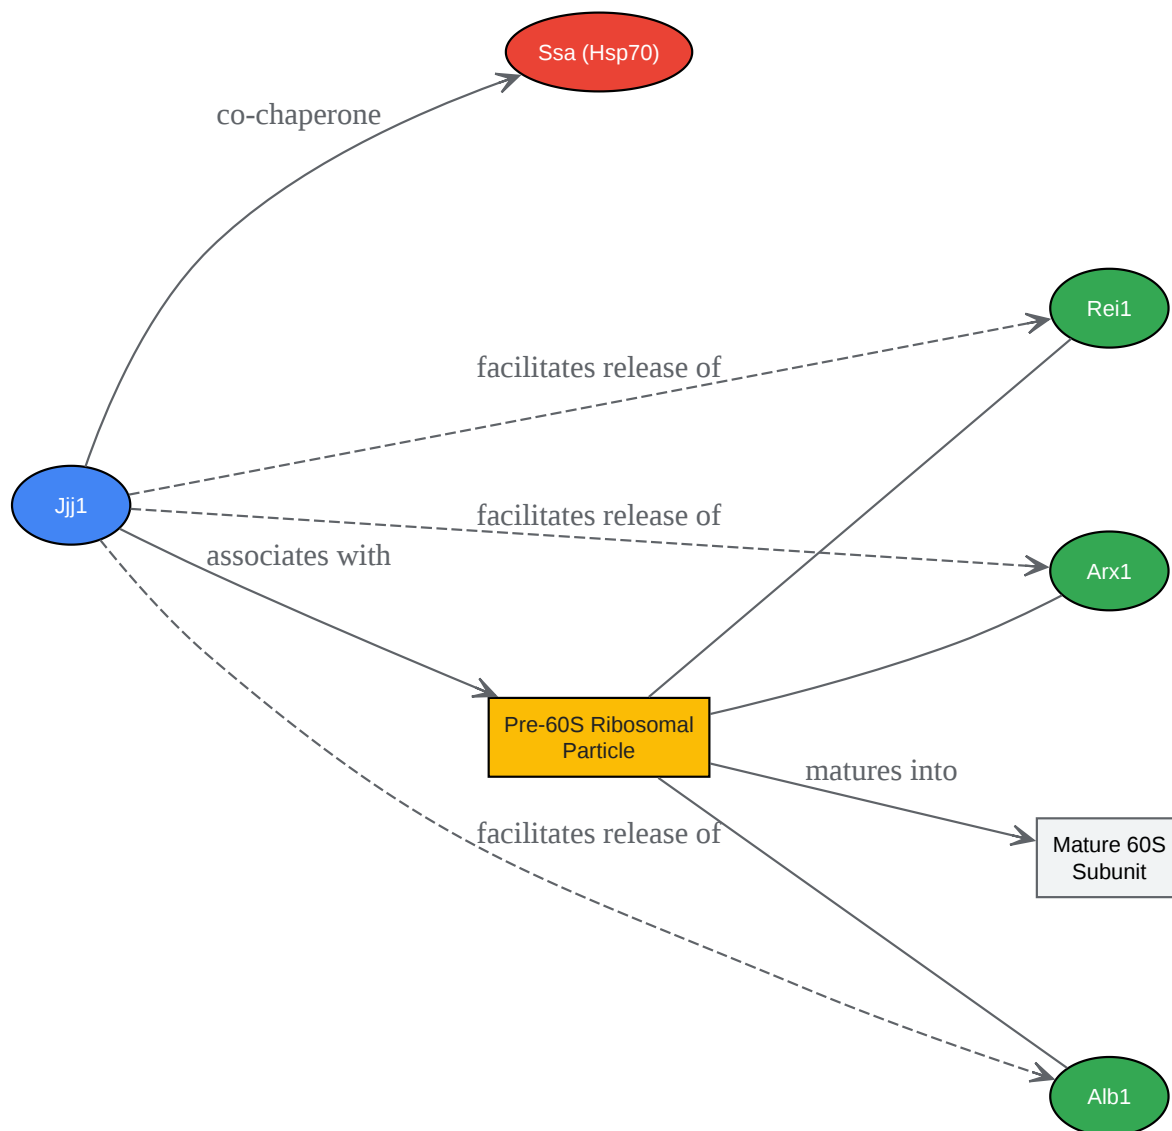 Ssa (Hsp70)
co-chaperone
Rei1
facilitates release of
Jjj1
facilitates release of
associates with
Arx1
Pre-60S Ribosomal
Particle
matures into
facilitates release of
Mature 60S
Subunit
Alb1